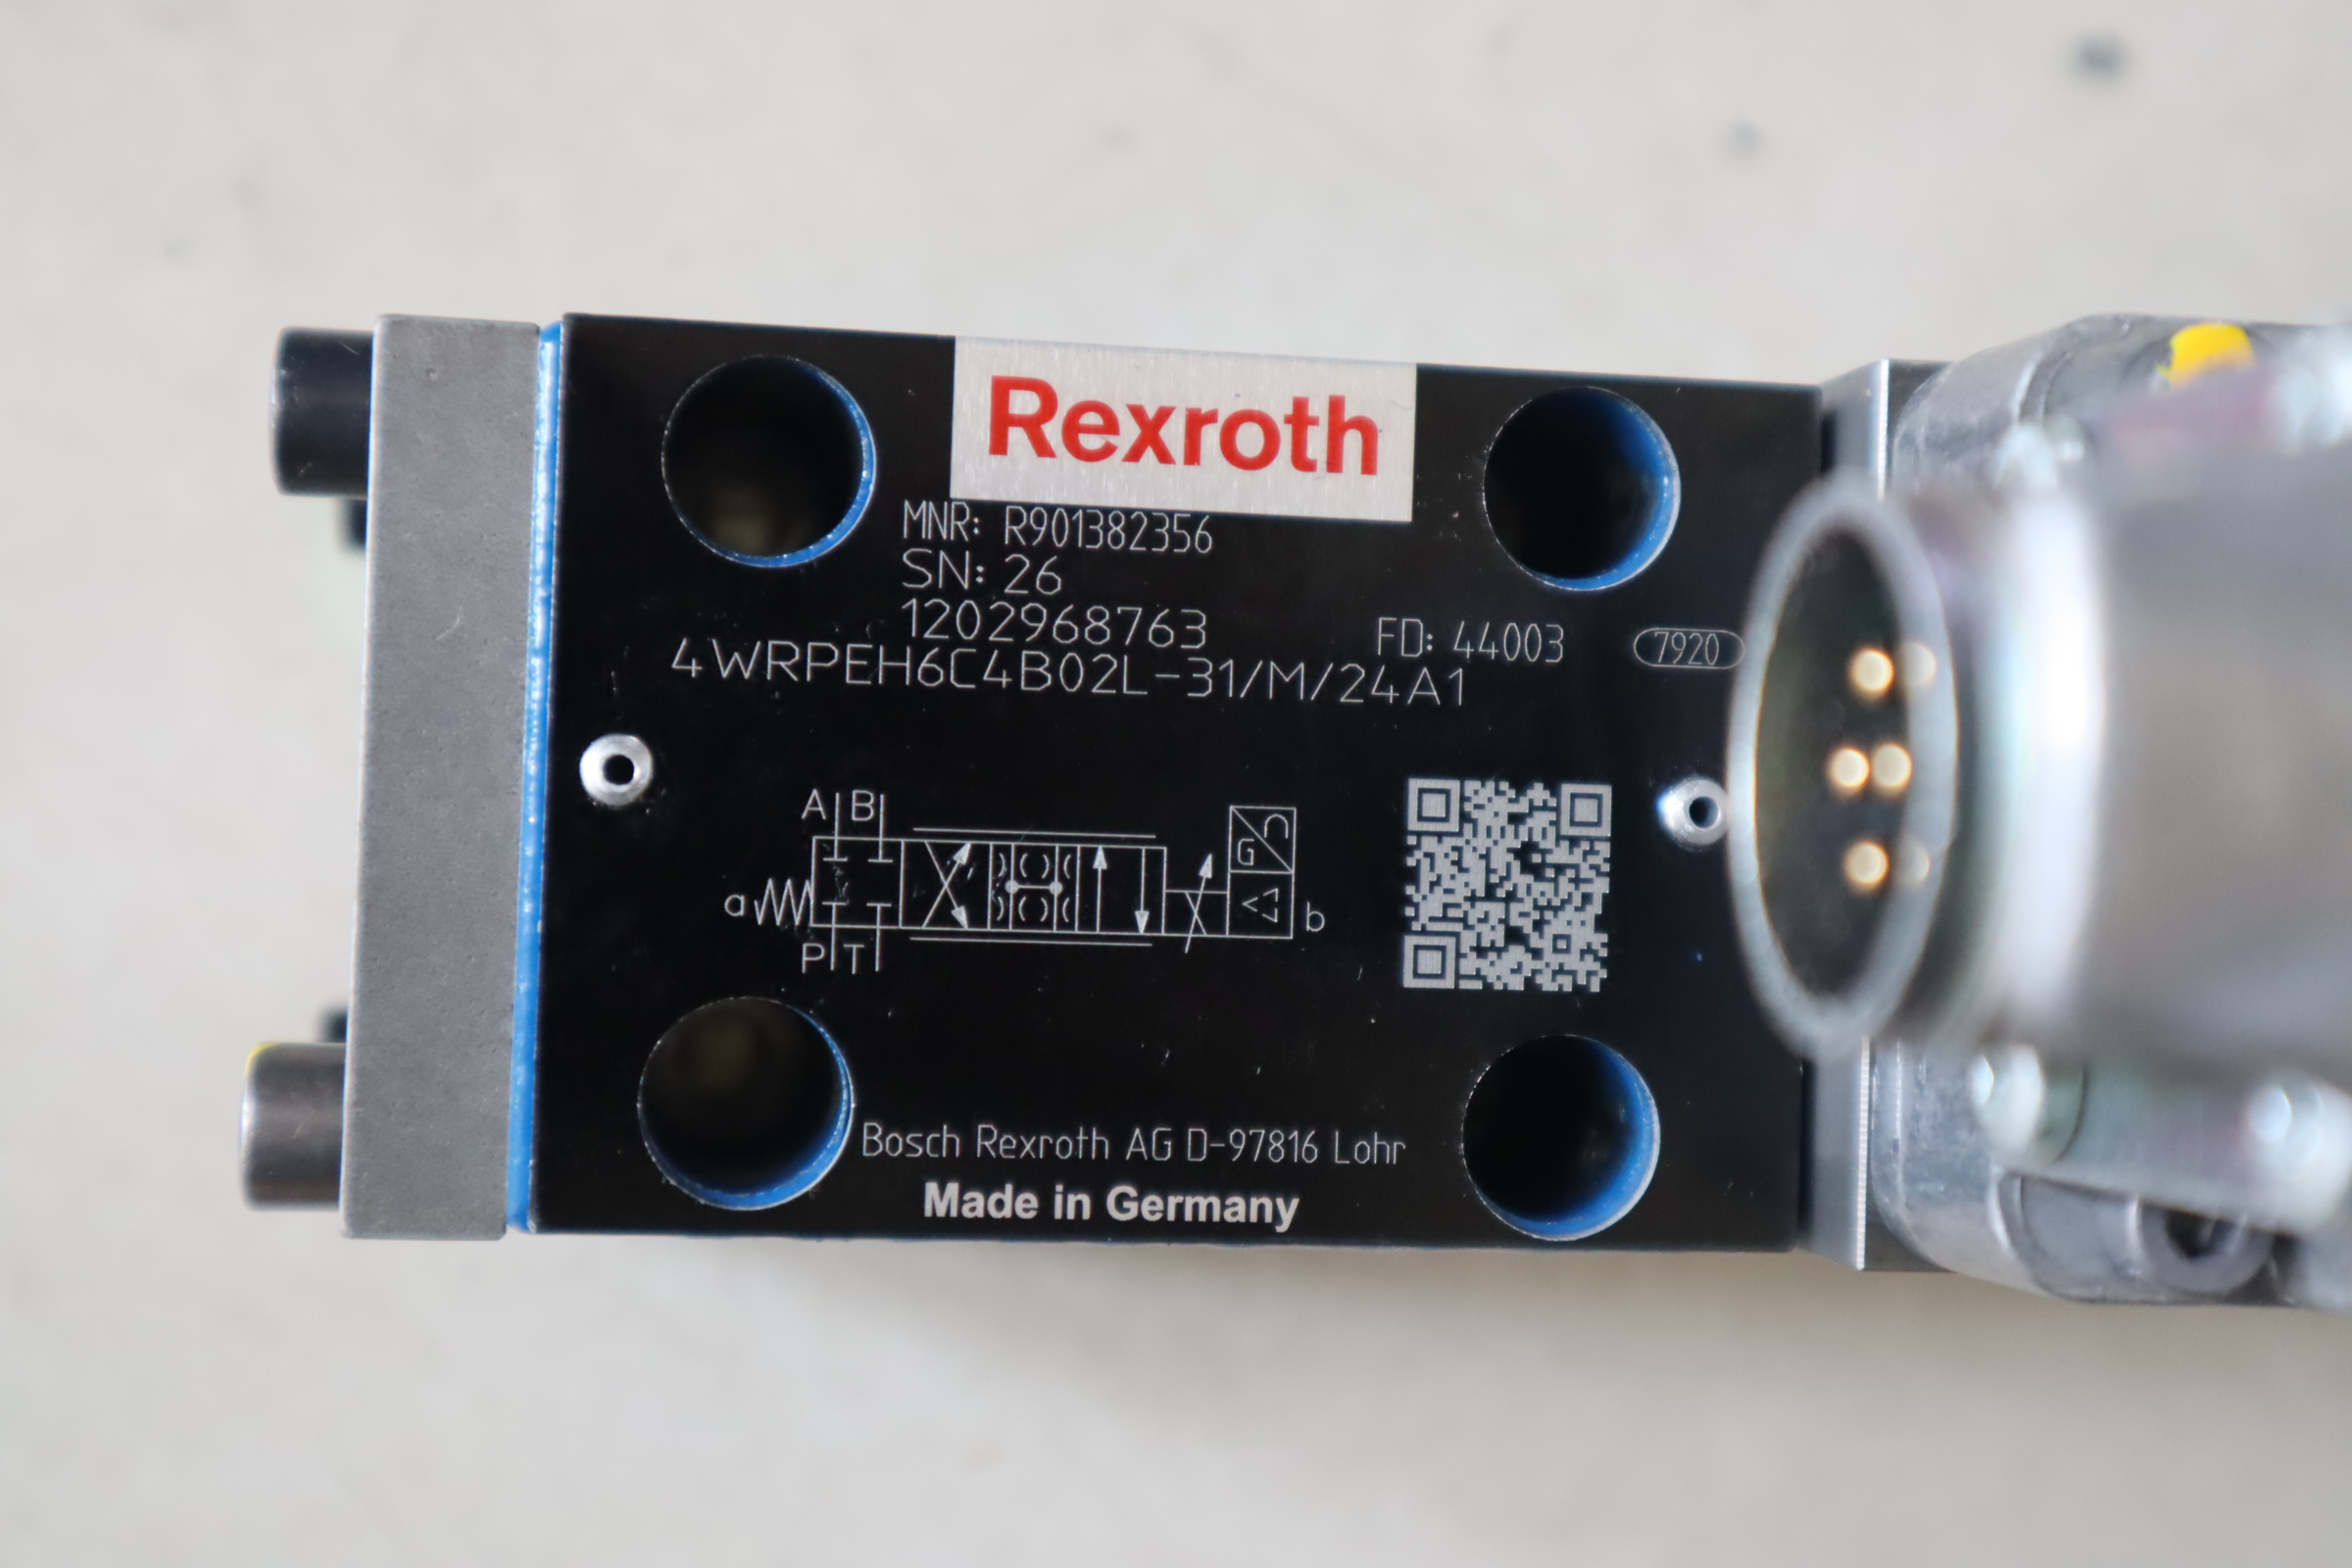 Rexroth
MNR: R901382356
SN: 26
1202968763
FD: 44003
7920
4WRPEH6C4B02L-31/M/24A1
A B
G
a
b
P T
Bosch Rexroth AG D-97816 Lohr
Made in Germany